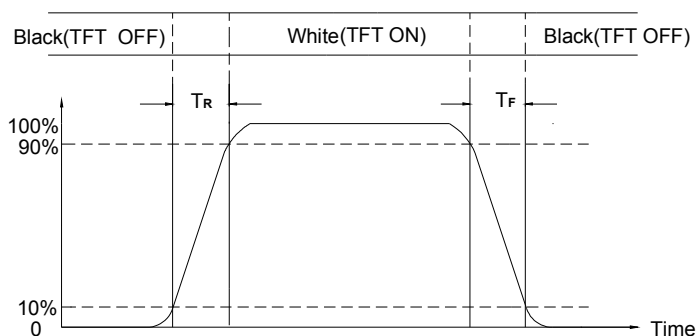 Black(TFT OFF) White(TFT ON) Black(TFT OFF)
TR TF
100%
90%
10%
0
Time